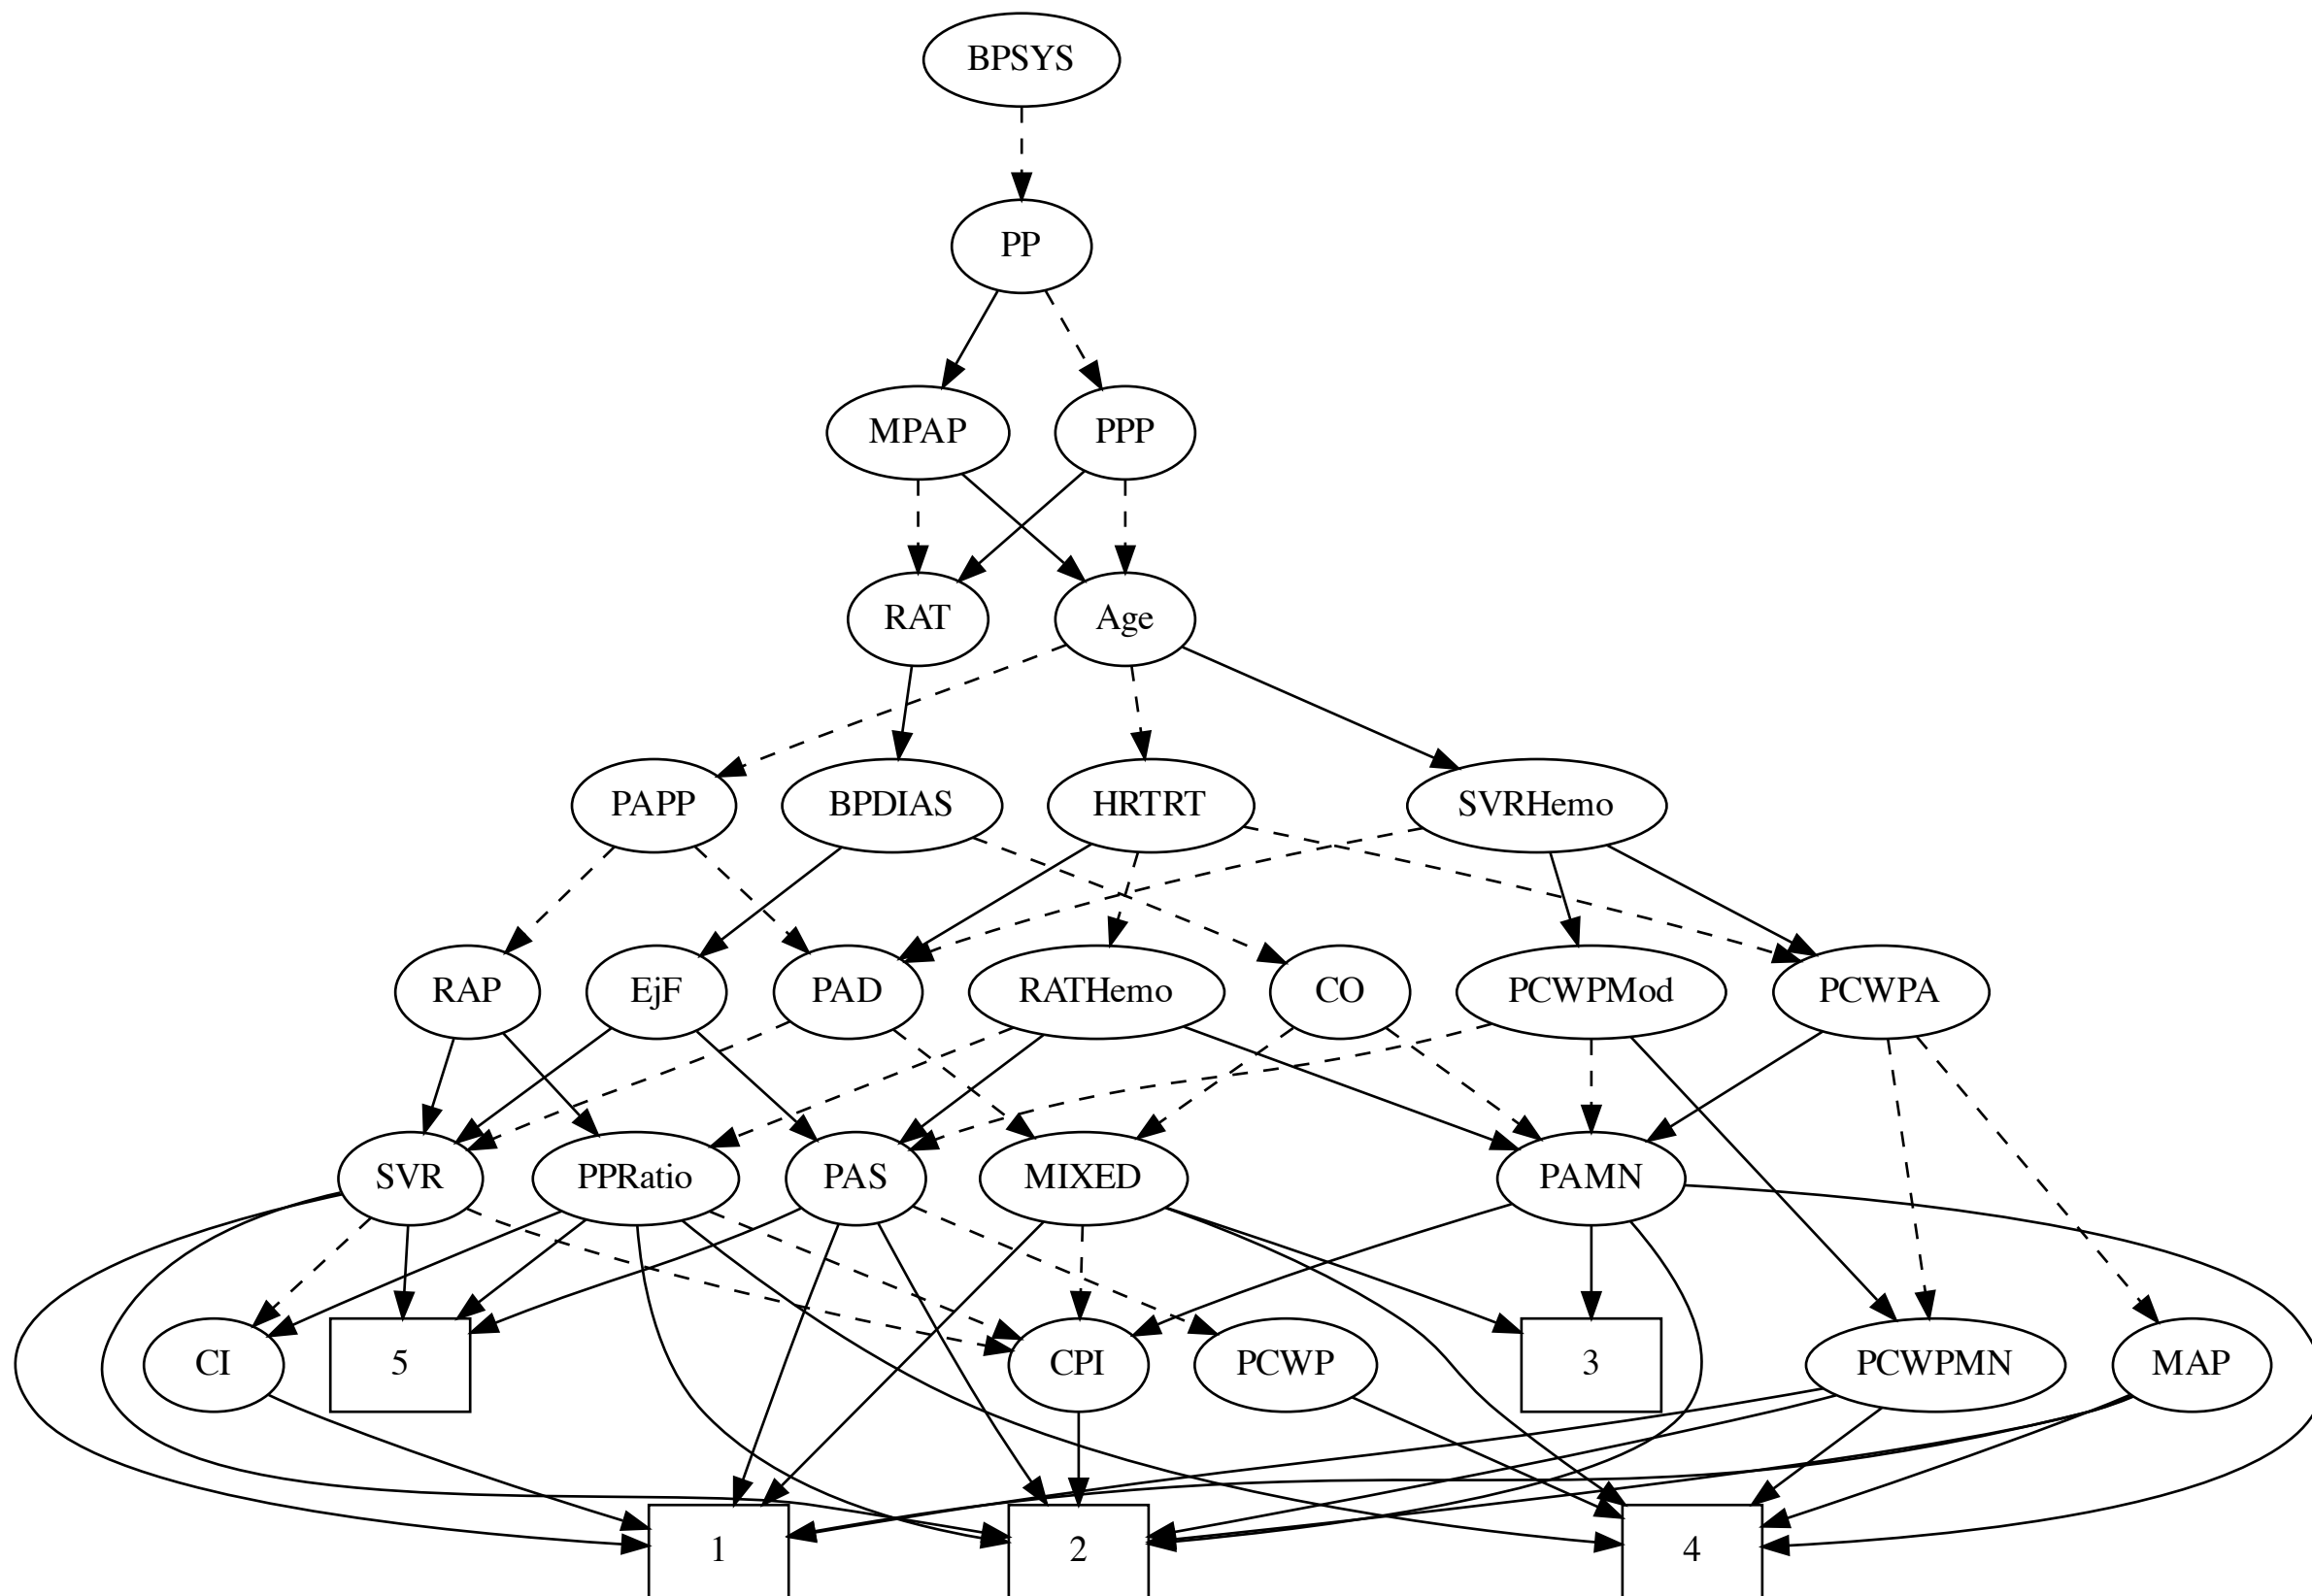 BPSYS
PP
MPAP
PPP
RAT
Age
PAPP
BPDIAS
HRTRT
SVRHemo
RAP
EjF
PAD
RATHemo
CO
PCWPMod
PCWPA
SVR
PPRatio
PAS
MIXED
PAMN
CI
5
CPI
PCWP
3
PCWPMN
MAP
1
2
4